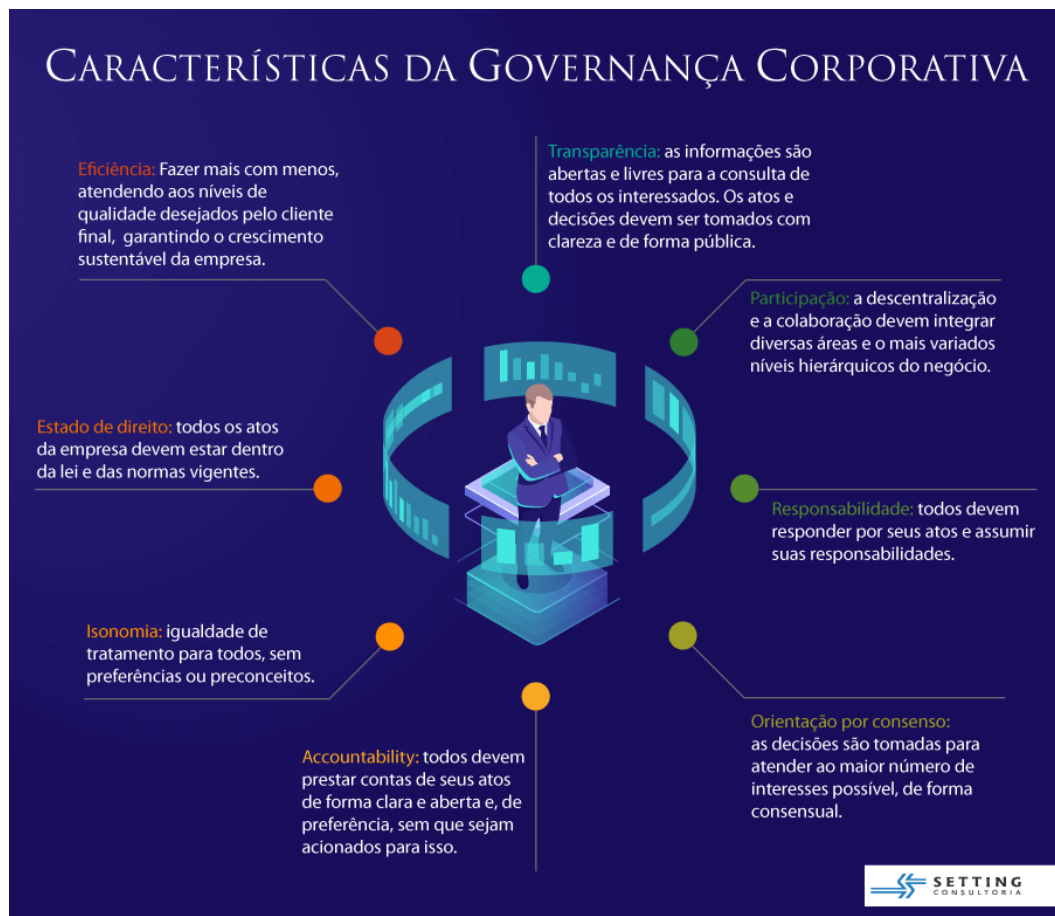 CARACTERÍSTICAS DA GOVERNANÇA CORPORATIVA
Transparência: as informações são
abertas e livres para a consulta de
todos os interessados. Os atos e
decisões devem ser tomados com
clareza e de forma pública.
Participação: a descentralização
e a colaboração devem integrar
diversas áreas e o mais variados
níveis hierárquicos do negócio.
Responsabilidade: todos devem
responder por seus atos e assumir
suas responsabilidades.
Orientação por consenso:
as decisões são tomadas para
atender ao maior número de
interesses possível, de forma
consensual.
Accountability: todos devem
prestar contas de seus atos
de forma clara e aberta e, de
preferência, sem que sejam
acionados para isso.
Isonomia: igualdade de
tratamento para todos, sem
preferências ou preconceitos.
Estado de direito: todos os atos
da empresa devem estar dentro
da lei e das normas vigentes.
Eficiência: Fazer mais com menos,
atendendo aos níveis de
qualidade desejados pelo cliente
final, garantindo o crescimento
sustentável da empresa.
SETTING
CONSULTORIA